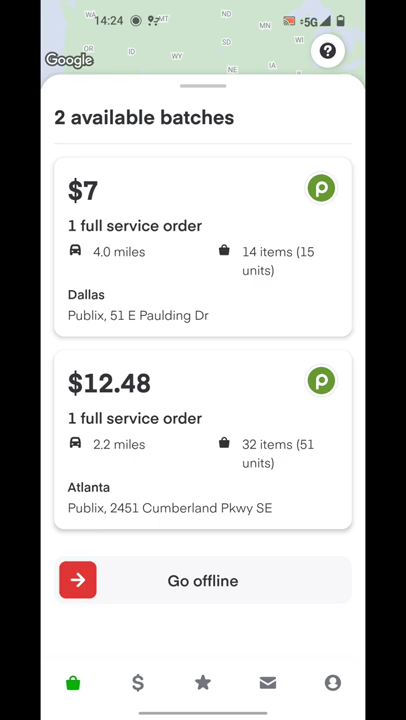 WA
14:24
MT
ND
MN
5G
OR
ID
WY
SD
WI
NE
IA
Google
?
2 available batches
$7
p
1 full service order
4.0 miles
14 items (15
units)
Dallas
Publix, 51 E Paulding Dr
$12.48
p
1 full service order
2.2 miles
32 items (51
units)
Atlanta
Publix, 2451 Cumberland Pkwy SE
Go offline
$